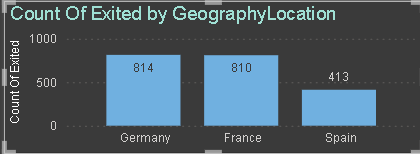 Count Of Exited by GeographyLocation
Count Of Exited
1000
500
0
814
810
413
Germany
France
Spain